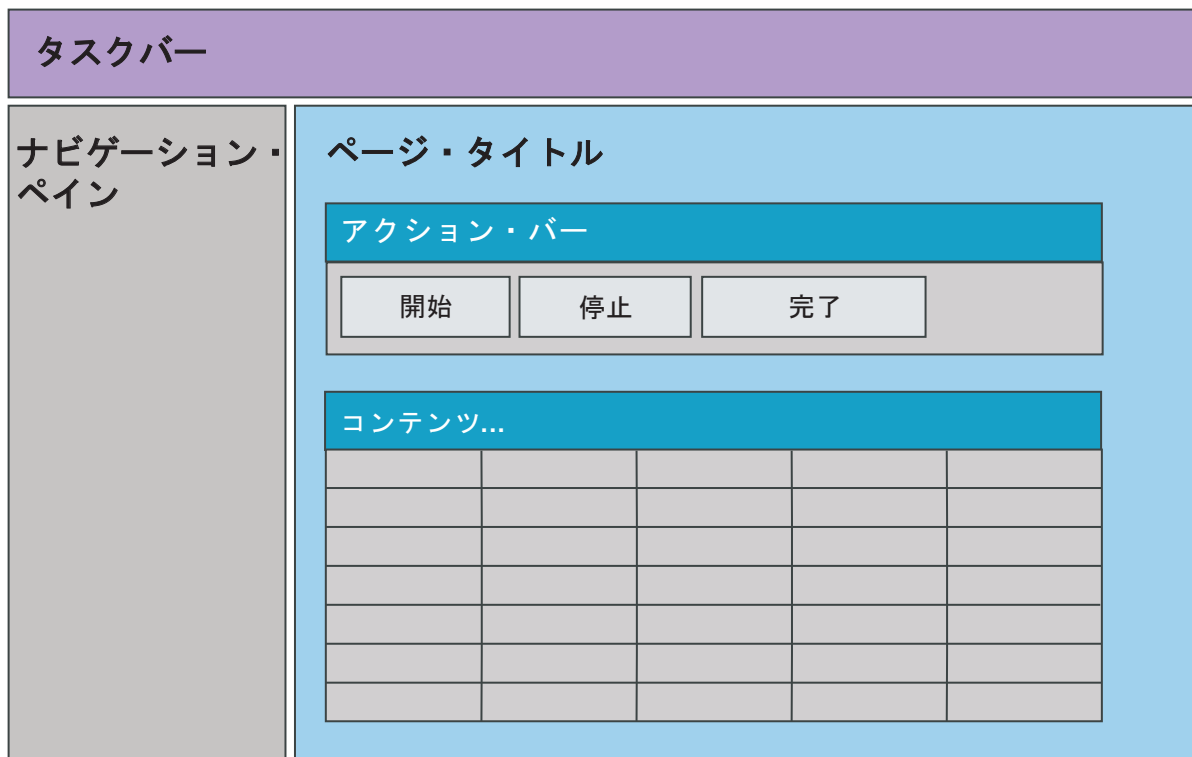 タスクバー
ナビゲーション・
ペイン
ページ・タイトル
アクション・バー
開始
停止
完了
コンテンツ...